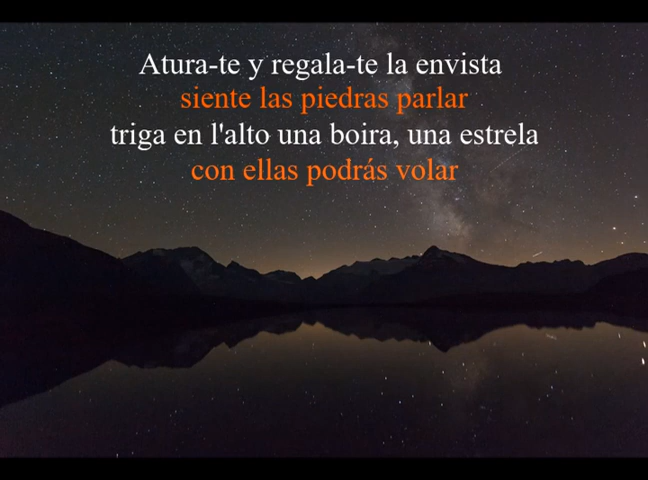 Atura-te y regala-te la envista
siente las piedras parlar
triga en l'alto una boira, una estrela
con ellas podrás volar